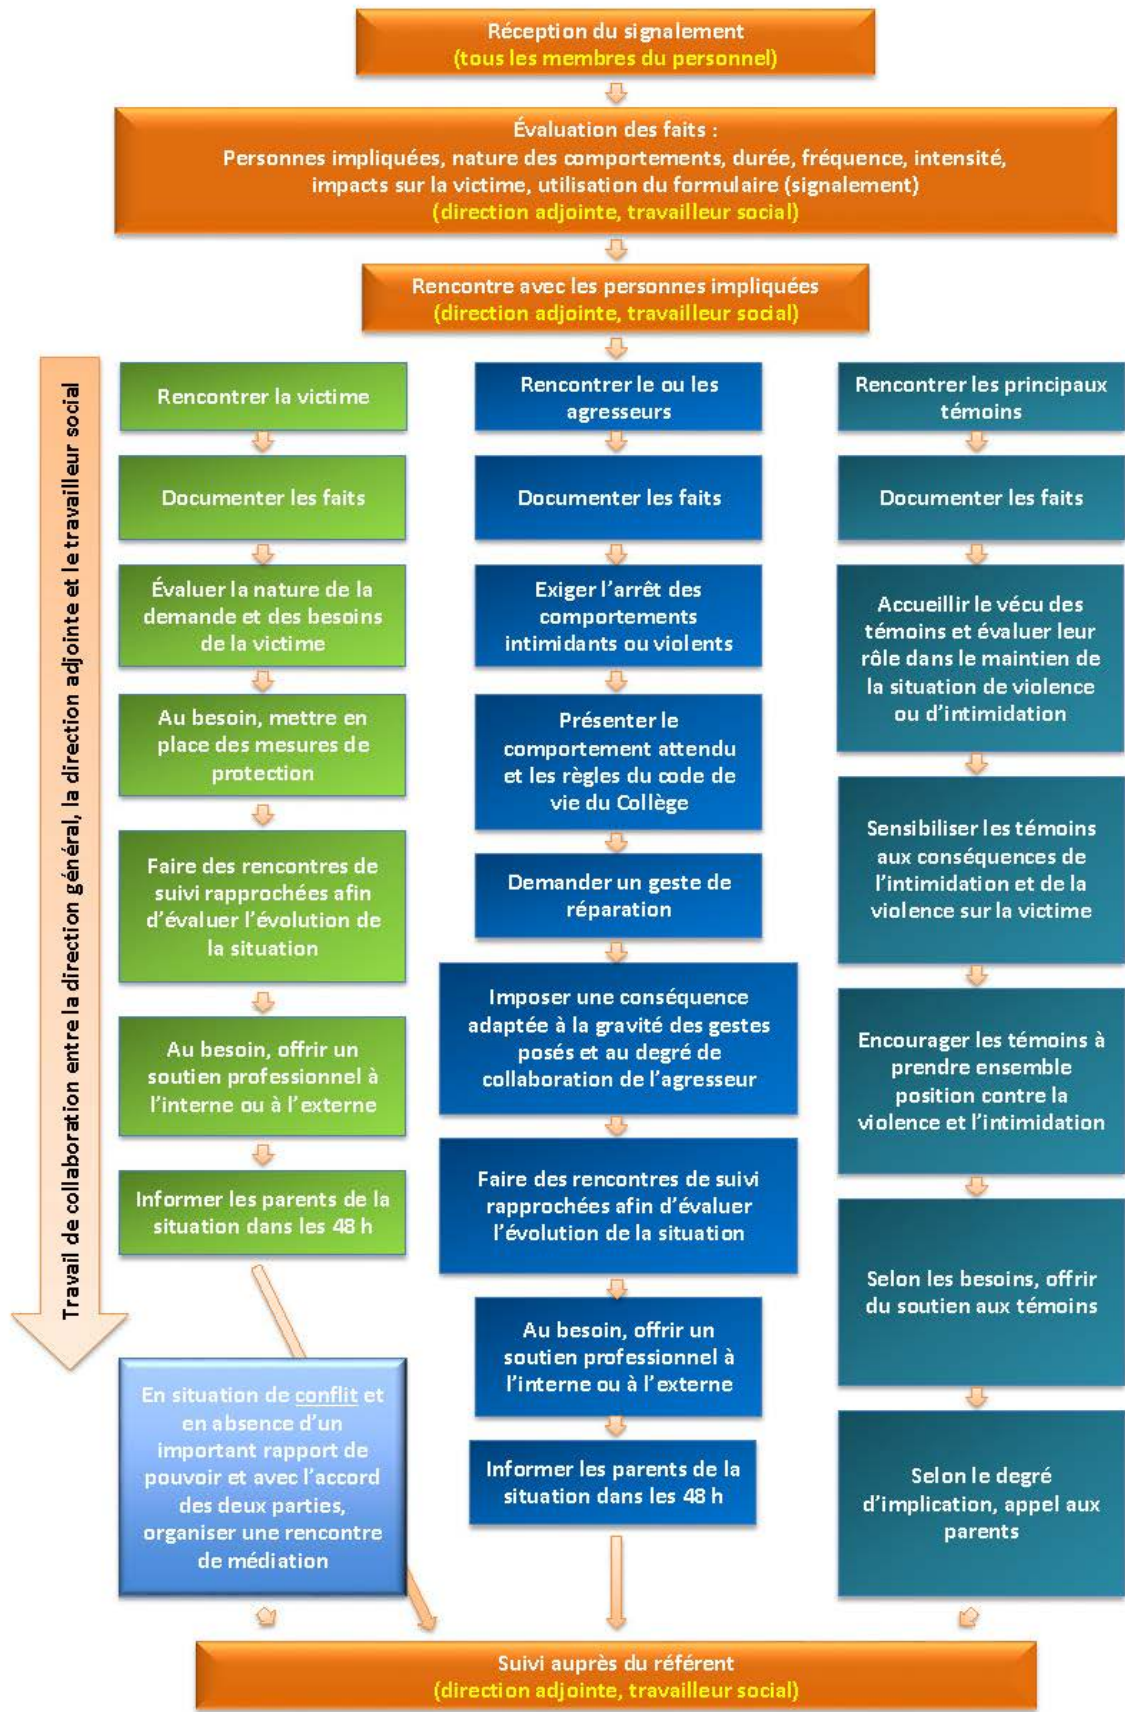 Réception du signalement
(tous les membres du personnel)
Évaluation des faits :
Personnes impliquées, nature des comportements, durée, fréquence, intensité,
impacts sur la victime, utilisation du formulaire (signalement)
(direction adjointe, travailleur social)
Rencontre avec les personnes impliquées
(direction adjointe, travailleur social)
Travail de collaboration entre la direction général, la direction adjointe et le travailleur social
Rencontrer la victime
Documenter les faits
Évaluer la nature de la
demande et des besoins
de la victime
Au besoin, mettre en
place des mesures de
protection
Faire des rencontres de
suivi rapprochées afin
d'évaluer l'évolution de
la situation
Au besoin, offrir un
soutien professionnel à
l'interne ou à l'externe
Informer les parents de la
situation dans les 48 h
En situation de conflit et
en absence d'un
important rapport de
pouvoir et avec l'accord
des deux parties,
organiser une rencontre
de médiation
Rencontrer le ou les
agresseurs
Documenter les faits
Exiger l'arrêt des
comportements
intimidants ou violents
Présenter le
comportement attendu
et les règles du code de
vie du Collège
Demander un geste de
réparation
Imposer une conséquence
adaptée à la gravité des gestes
posés et au degré de
collaboration de l'agresseur
Faire des rencontres de suivi
rapprochées afin d'évaluer
l'évolution de la situation
Au besoin, offrir un
soutien professionnel à
l'interne ou à l'externe
Informer les parents de la
situation dans les 48 h
Rencontrer les principaux
témoins
Documenter les faits
Accueillir le vécu des
témoins et évaluer leur
rôle dans le maintien de
la situation de violence
ou d'intimidation
Sensibiliser les témoins
aux conséquences de
l'intimidation et de la
violence sur la victime
Encourager les témoins à
prendre ensemble
position contre la
violence et l'intimidation
Selon les besoins, offrir
du soutien aux témoins
Selon le degré
d'implication, appel aux
parents
Suivi auprès du référent
(direction adjointe, travailleur social)